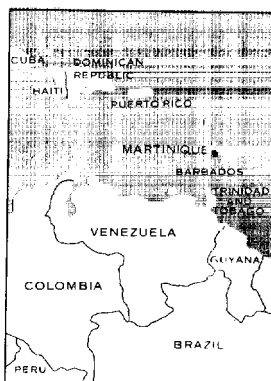 CUBA
DOMINICAN
REPUBLIC
HAITI
PUERTO RICO
MARTINIQUE
BARBADOS
TRINIDAD
AND
TOBAGO
VENEZUELA
GUYANA
COLOMBIA
BRAZIL
PERU